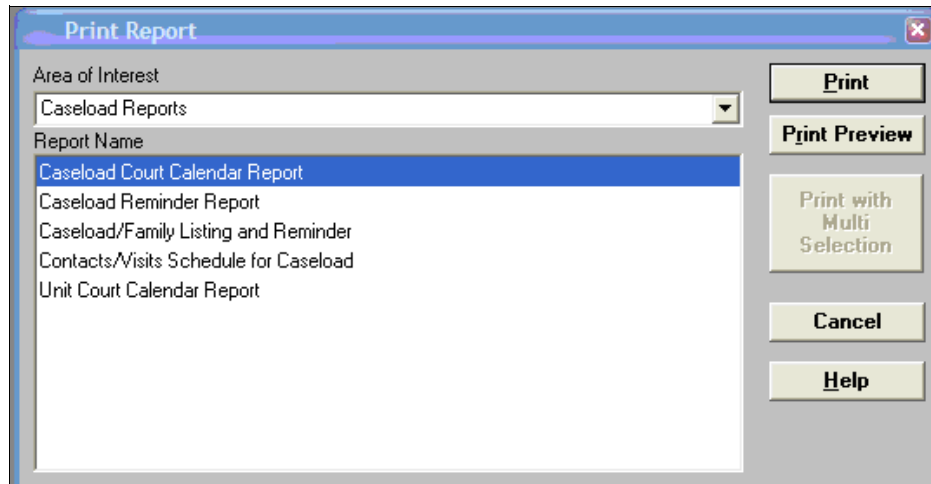 Print Report
Area of Interest
Caseload Reports
Report Name
Caseload Court Calendar Report
Caseload Reminder Report
Caseload/Family Listing and Reminder
Contacts/Visits Schedule for Caseload
Unit Court Calendar Report
Print
Print Preview
Print with
Multi
Selection
Cancel
Help